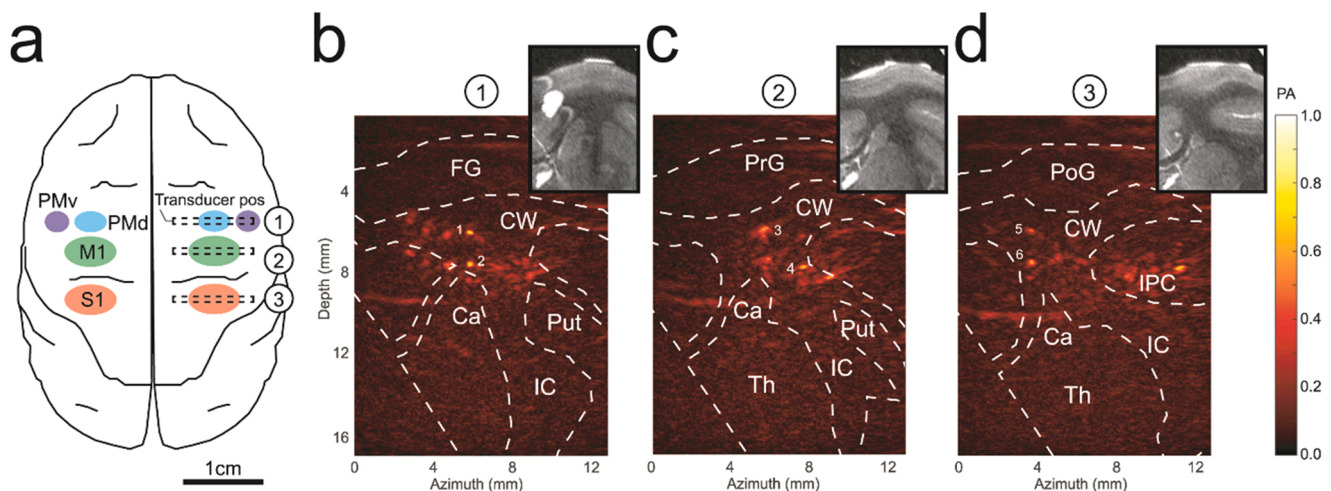 a
PMv
PMd
M1
S1
Transducer pos
1
2
3
1cm
b
1
FG
CW
1
2
Ca
Put
IC
Depth (mm)
4
8
12
16
0
4
8
12
Azimuth (mm)
c
2
PrG
CW
3
4
Ca
Put
IC
Th
0
4
8
12
Azimuth (mm)
d
3
PoG
CW
5
6
IPC
Ca
IC
Th
0
4
8
12
Azimuth (mm)
PA
1.0
0.8
0.6
0.4
0.2
0.0